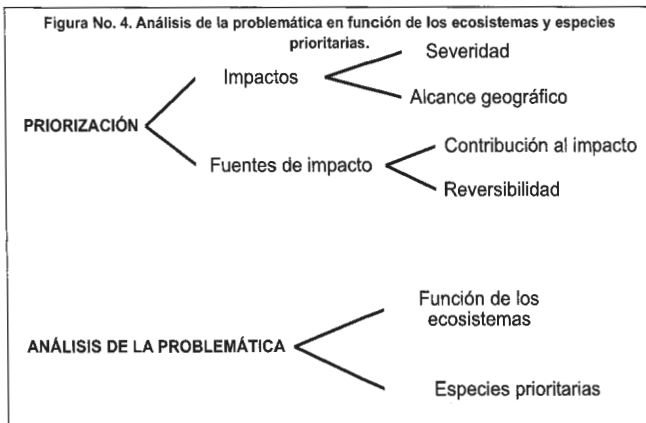 Figura No. 4. Análisis de la problemática en función de los ecosistemas y especies
prioritarias.
Severidad
Impactos
Alcance geográfico
PRIORIZACIÓN
Contribución al impacto
Fuentes de impacto
Reversibilidad
Función de los
ecosistemas
ANÁLISIS DE LA PROBLEMÁTICA
Especies prioritarias